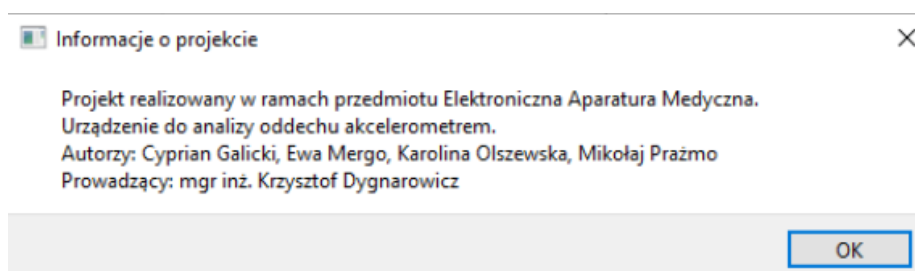 Informacje o projekcie
Projekt realizowany w ramach przedmiotu Elektroniczna Aparatura Medyczna.
Urządzenie do analizy oddechu akcelerometrem.
Autorzy: Cyprian Galicki, Ewa Mergo, Karolina Olszewska, Mikołaj Prażmo
Prowadzący: mgr inż. Krzysztof Dygnarowicz
OK